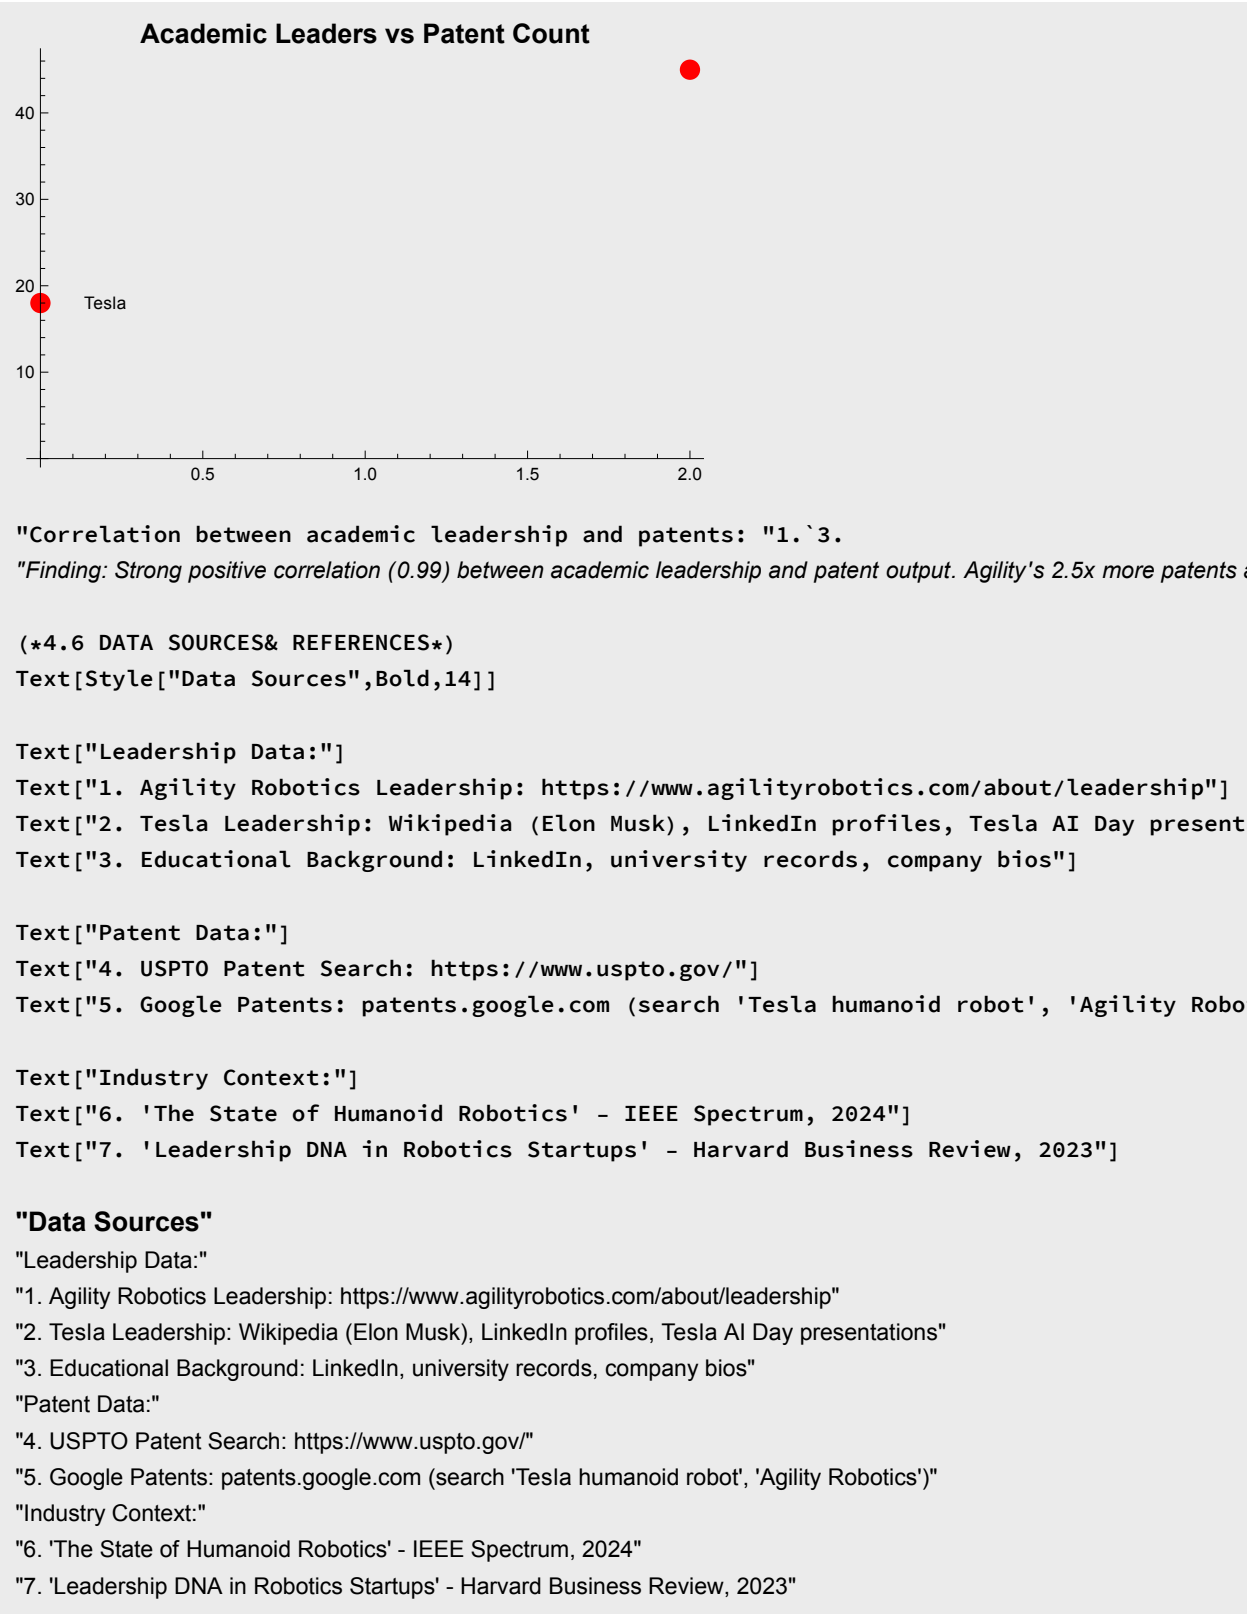 Academic Leaders vs Patent Count
40
30
20
Tesla
10
0.5 1.0 1.5 2.0
"Correlation between academic leadership and patents: "1.`3.
"Finding: Strong positive correlation (0.99) between academic leadership and patent output. Agility's 2.5x more patents a
(*4.6 DATA SOURCES& REFERENCES*)
Text[Style["Data Sources",Bold,14]]
Text["Leadership Data:"]
Text["1. Agility Robotics Leadership: https://www.agilityrobotics.com/about/leadership"]
Text["2. Tesla Leadership: Wikipedia (Elon Musk), LinkedIn profiles, Tesla AI Day present
Text["3. Educational Background: LinkedIn, university records, company bios"]
Text["Patent Data:"]
Text["4. USPTO Patent Search: https://www.uspto.gov/"]
Text["5. Google Patents: patents.google.com (search 'Tesla humanoid robot', 'Agility Robo
Text["Industry Context:"]
Text["6. 'The State of Humanoid Robotics' – IEEE Spectrum, 2024"]
Text["7. 'Leadership DNA in Robotics Startups' – Harvard Business Review, 2023"]
"Data Sources"
"Leadership Data:"
"1. Agility Robotics Leadership: https://www.agilityrobotics.com/about/leadership"
"2. Tesla Leadership: Wikipedia (Elon Musk), LinkedIn profiles, Tesla AI Day presentations"
"3. Educational Background: LinkedIn, university records, company bios"
"Patent Data:"
"4. USPTO Patent Search: https://www.uspto.gov/"
"5. Google Patents: patents.google.com (search 'Tesla humanoid robot', 'Agility Robotics')"
"Industry Context:"
"6. 'The State of Humanoid Robotics' - IEEE Spectrum, 2024"
"7. 'Leadership DNA in Robotics Startups' - Harvard Business Review, 2023"